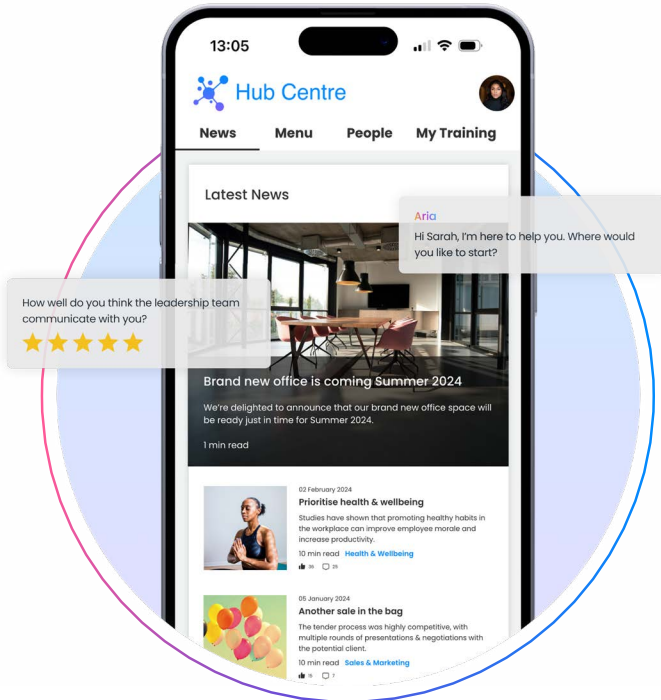 13:05
Hub Centre
News Menu People My Training
Latest News
Aria
Hi Sarah, I'm here to help you. Where would
you like to start?
How well do you think the leadership team
communicate with you?
Brand new office is coming Summer 2024
We're delighted to announce that our brand new office space will
be ready just in time for Summer 2024.
1 min read
02 February 2024
Prioritise health & wellbeing
Studies have shown that promoting healthy habits in
the workplace can improve employee morale and
increase productivity.
10 min read Health & Wellbeing
36 25
05 January 2024
Another sale in the bag
The tender process was highly competitive, with
multiple rounds of presentations & negotiations with
the potential client.
10 min read Sales & Marketing
15 7